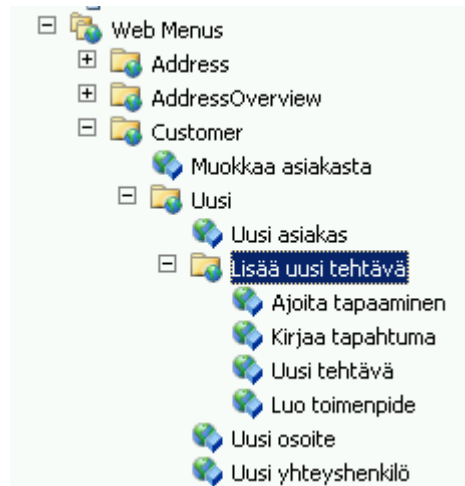 Web Menus
Address
AddressOverview
Customer
Muokkaa asiakasta
Uusi
Uusi asiakas
Lisää uusi tehtävä
Ajoita tapaaminen
Kirjaa tapahtuma
Uusi tehtävä
Luo toimenpide
Uusi osoite
Uusi yhteyshenkilö